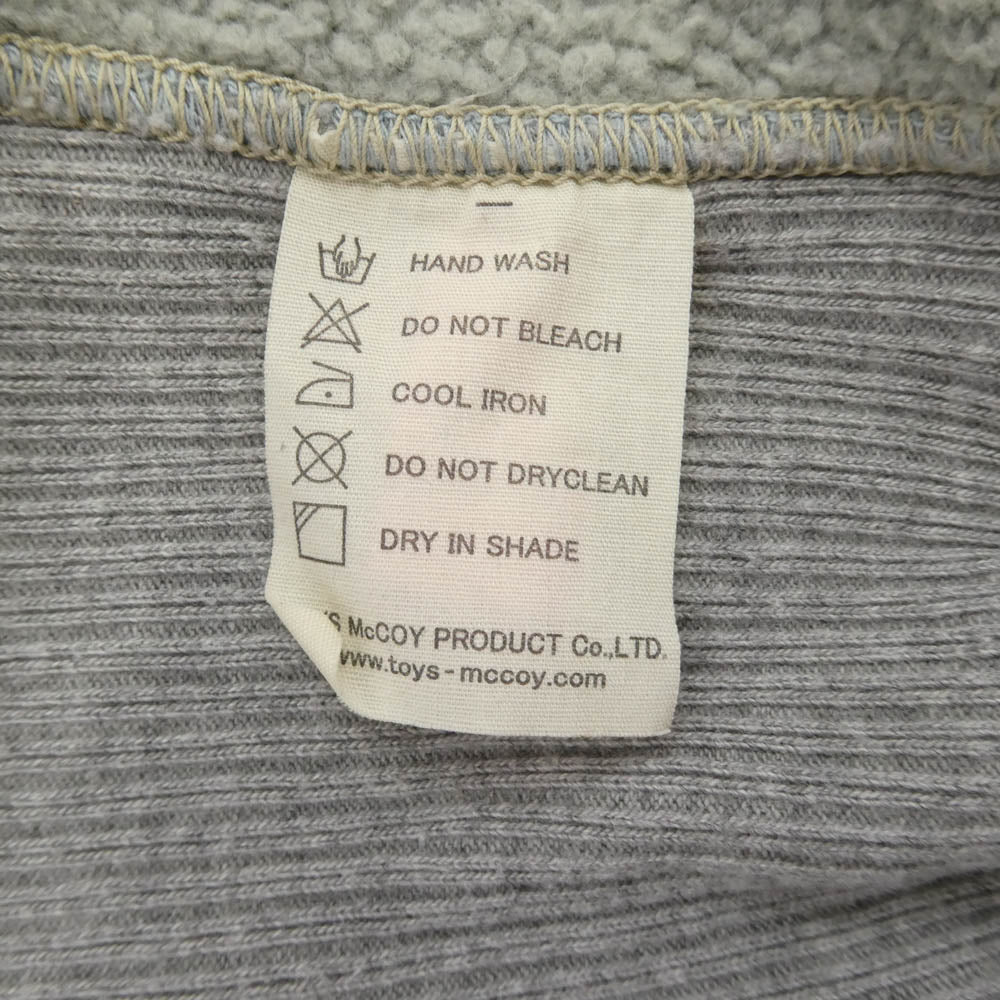 HAND WASH
DO NOT BLEACH
COOL IRON
DO NOT DRYCLEAN
DRY IN SHADE
'S McCOY PRODUCT Co.,LTD.
www.toys-mccoy.com